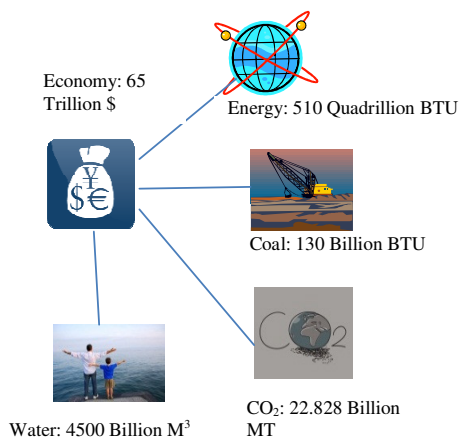 Economy: 65
Trillion $
Energy: 510 Quadrillion BTU
¥
$€
Coal: 130 Billion BTU
CO2
Water: 4500 Billion M³
CO₂: 22.828 Billion
MT